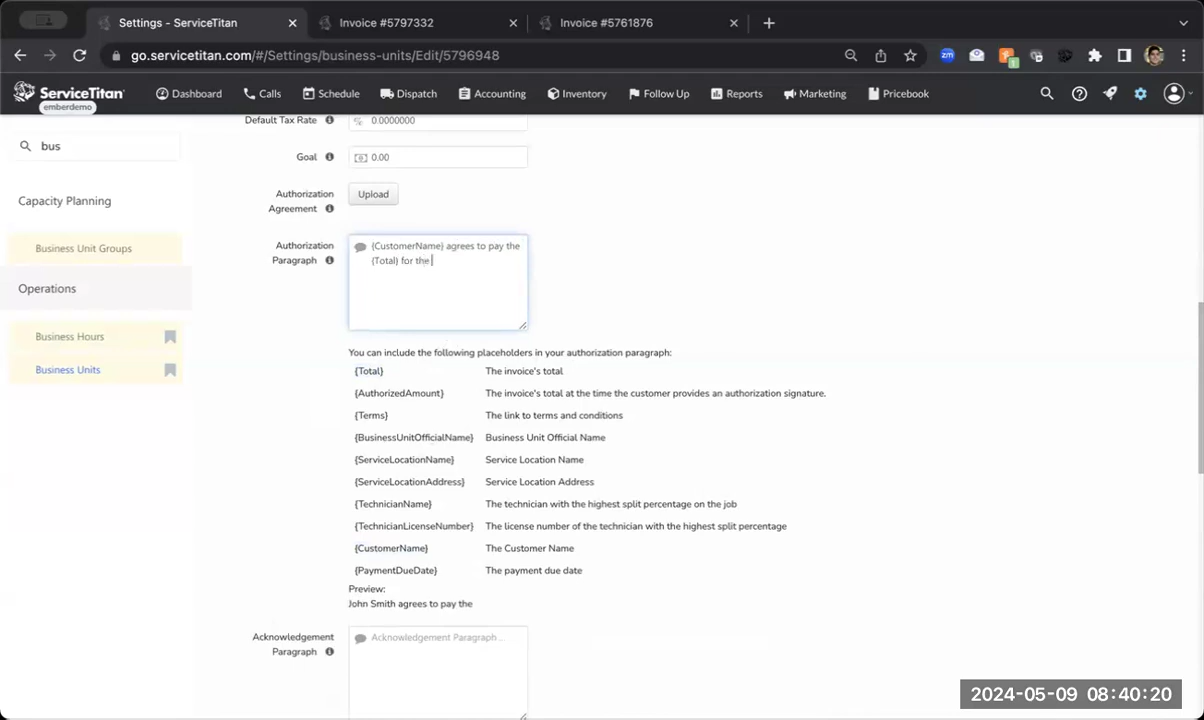 Settings - ServiceTitan
Invoice #5797332
Invoice #5761876
go.servicetitan.com/#/Settings/business-units/Edit/5796948
zm
1
ServiceTitan
emberdemo
Dashboard
Calls
Schedule
Dispatch
Accounting
Inventory
Follow Up
Reports
Marketing
Pricebook
bus
Capacity Planning
Business Unit Groups
Operations
Business Hours
Business Units
Default Tax Rate
% 0.0000000
Goal
0.00
Authorization
Agreement
Upload
Authorization
Paragraph
{CustomerName} agrees to pay the
{Total} for the
You can include the following placeholders in your authorization paragraph:
{Total} The invoice's total
{AuthorizedAmount} The invoice's total at the time the customer provides an authorization signature.
{Terms} The link to terms and conditions
{BusinessUnitOfficialName} Business Unit Official Name
{ServiceLocationName} Service Location Name
{ServiceLocationAddress} Service Location Address
{TechnicianName} The technician with the highest split percentage on the job
{TechnicianLicenseNumber} The license number of the technician with the highest split percentage
{CustomerName} The Customer Name
{PaymentDueDate} The payment due date
Preview:
John Smith agrees to pay the
Acknowledgement
Paragraph
Acknowledgement Paragraph...
2024-05-09 08:40:20